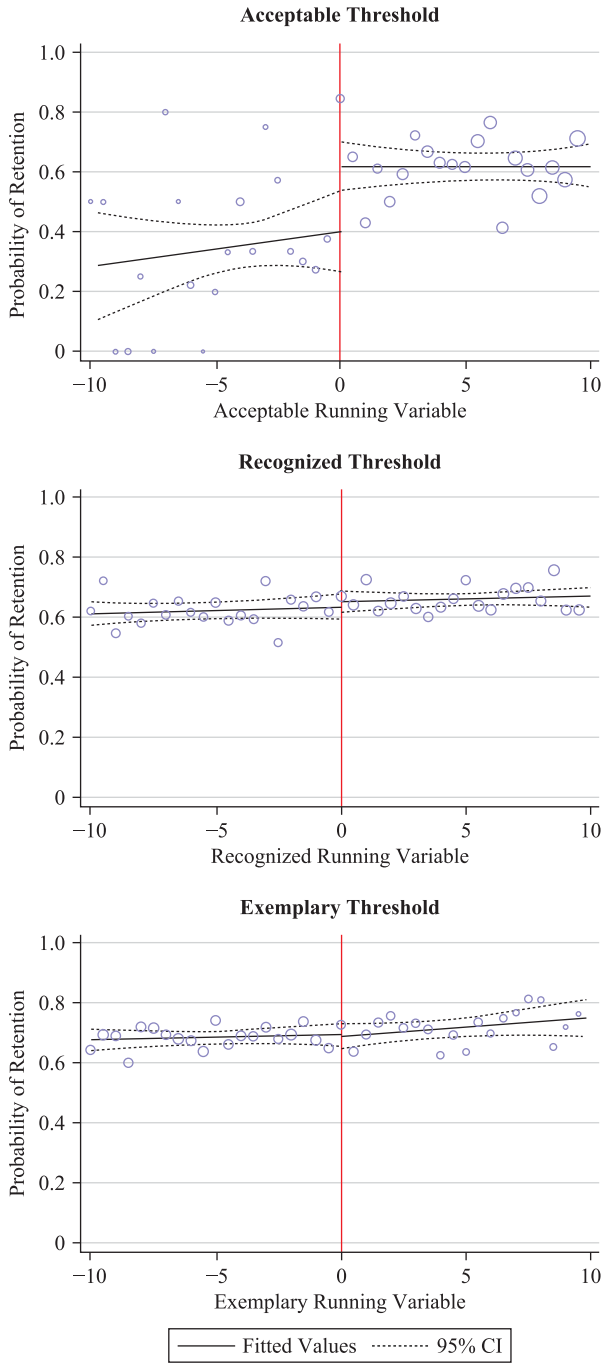 Acceptable Threshold
Probability of Retention
1.0
0.8
0.6
0.4
0.2
0
−10 −5 0 5 10
Acceptable Running Variable
Recognized Threshold
Probability of Retention
1.0
0.8
0.6
0.4
0.2
0
−10 −5 0 5 10
Recognized Running Variable
Exemplary Threshold
Probability of Retention
1.0
0.8
0.6
0.4
0.2
0
−10 −5 0 5 10
Exemplary Running Variable
Fitted Values 95% CI